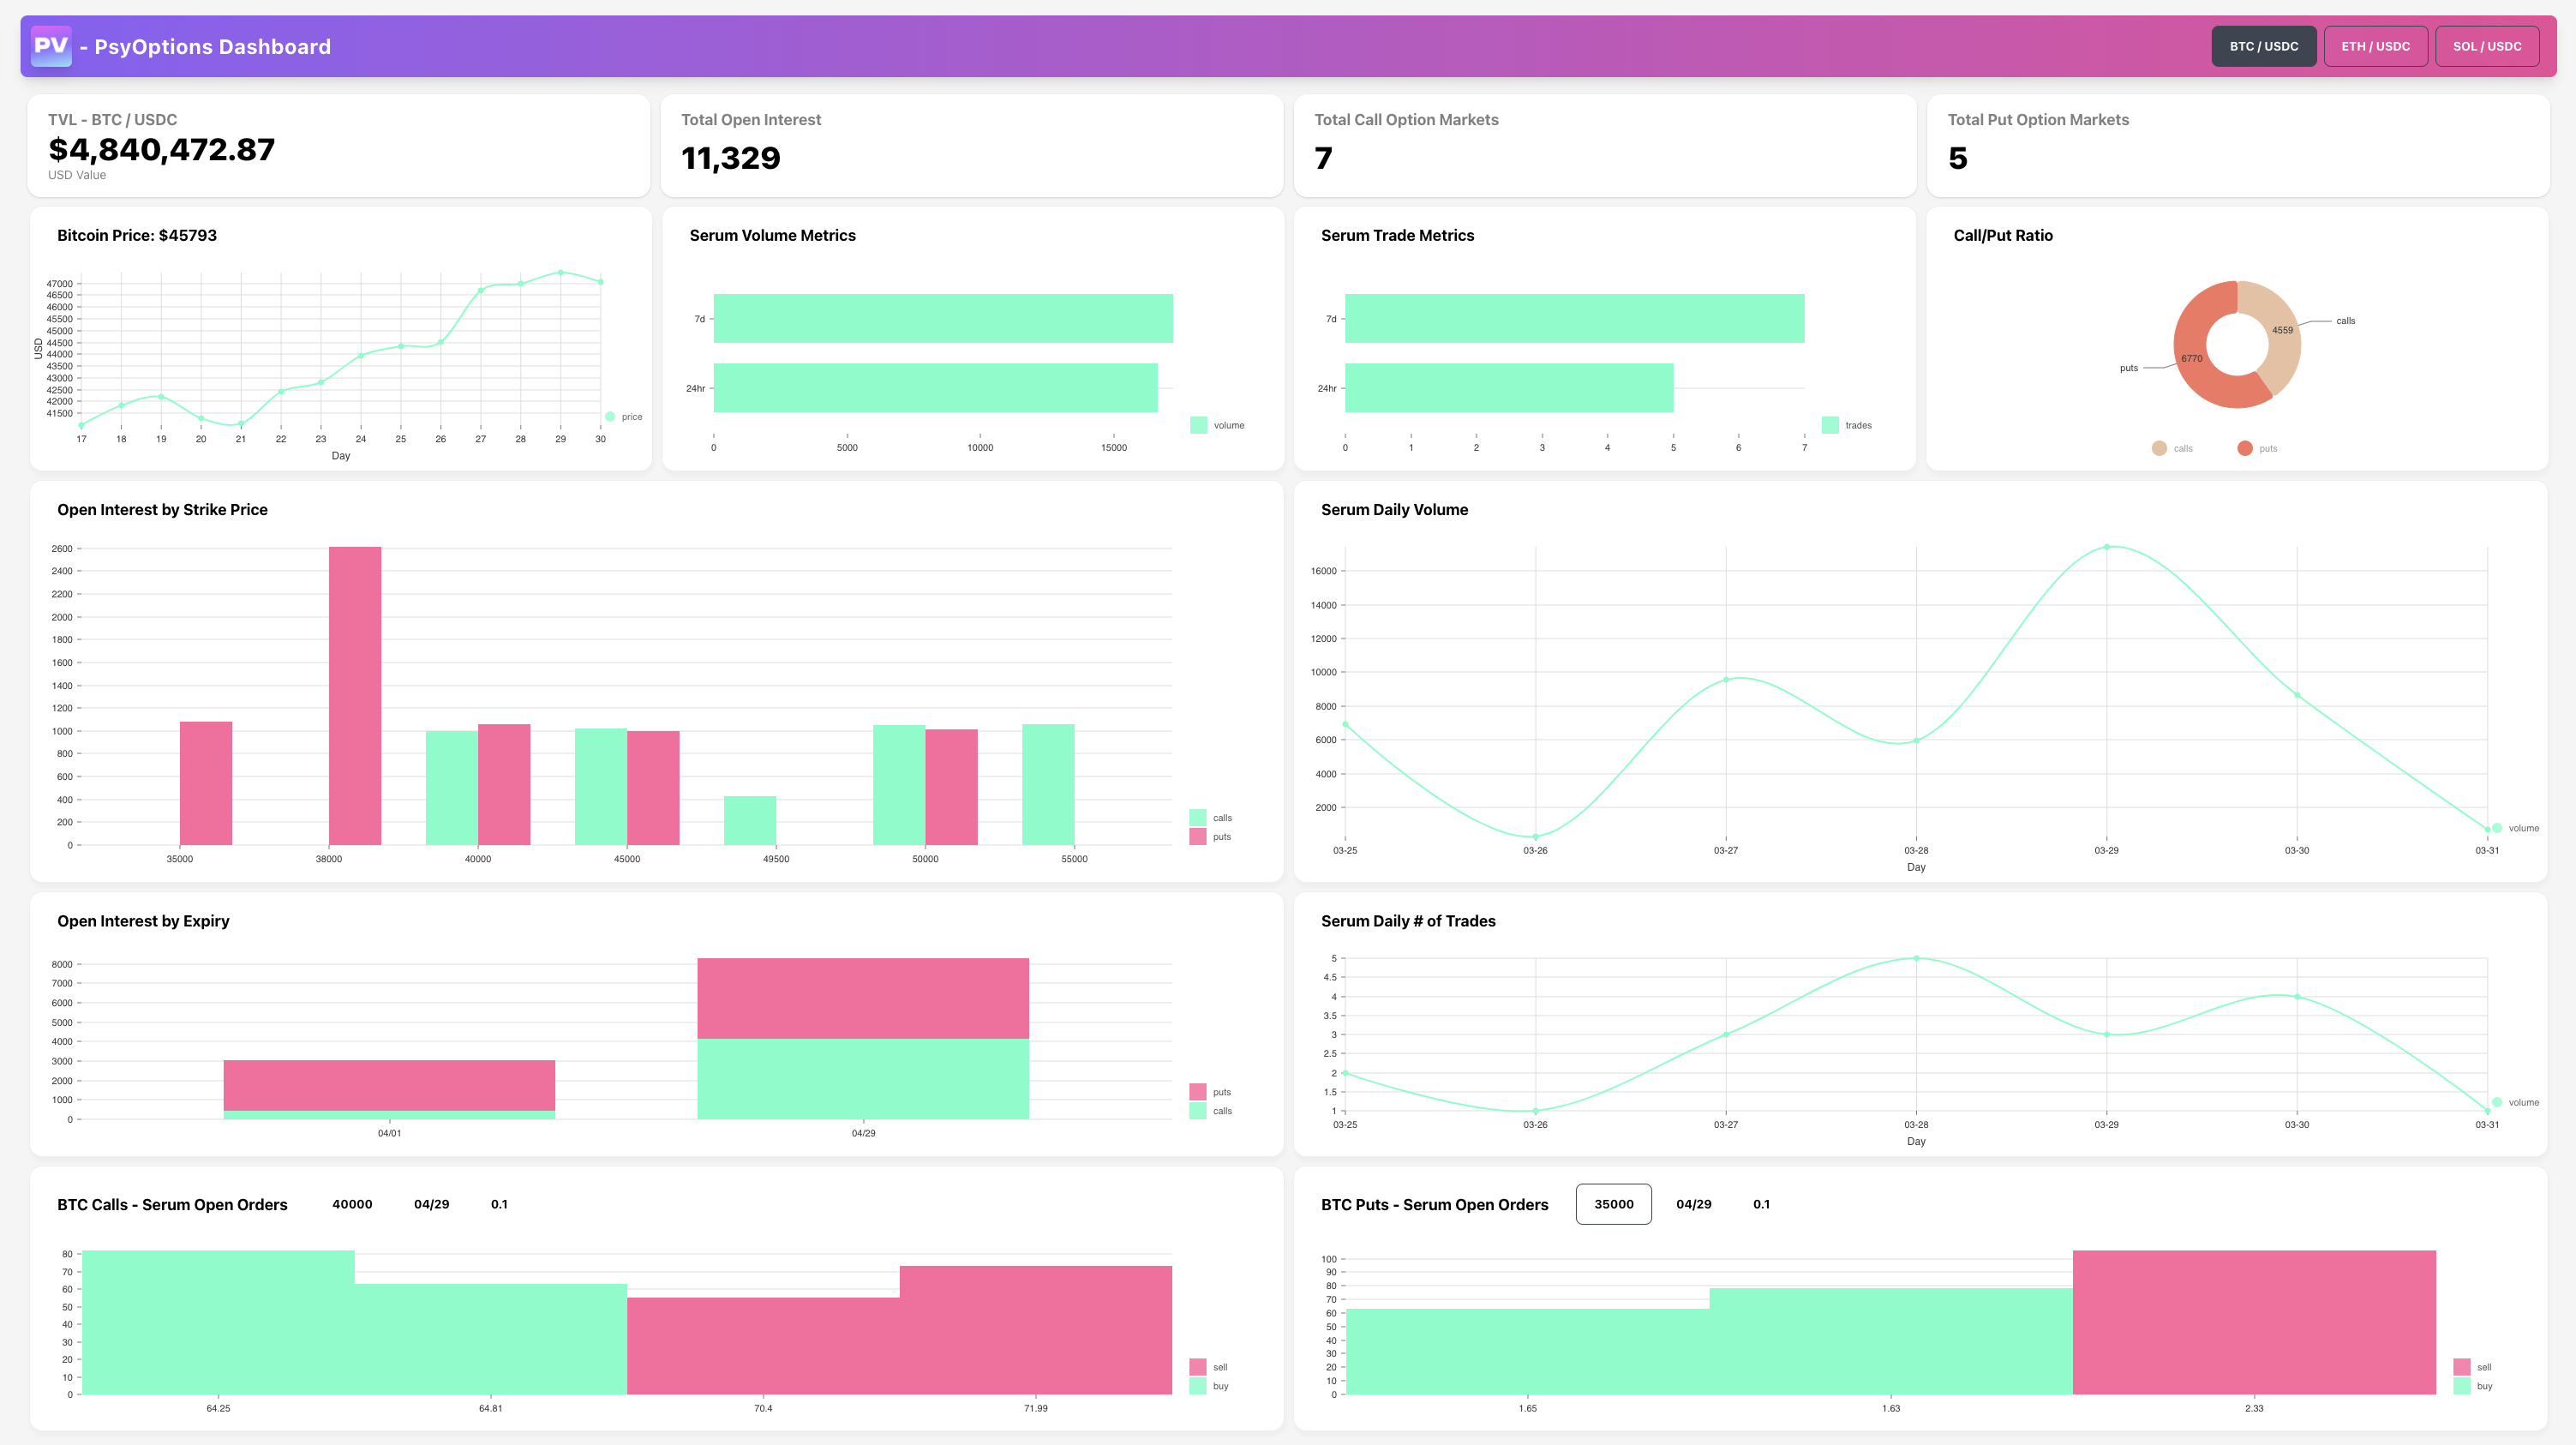 PV - PsyOptions Dashboard
BTC / USDC
ETH / USDC
SOL / USDC
TVL - BTC / USDC
$4,840,472.87
USD Value
Total Open Interest
11,329
Total Call Option Markets
7
Total Put Option Markets
5
Bitcoin Price: $45793
47000
46500
46000
45500
45000
44500
44000
43500
43000
42500
42000
41500
USD
17 18 19 20 21 22 23 24 25 26 27 28 29 30
Day
price
Serum Volume Metrics
7d
24hr
0 5000 10000 15000
volume
Serum Trade Metrics
7d
24hr
0 1 2 3 4 5 6 7
trades
Call/Put Ratio
4559
calls
6770
puts
calls puts
Open Interest by Strike Price
2600
2400
2200
2000
1800
1600
1400
1200
1000
800
600
400
200
0
35000 38000 40000 45000 49500 50000 55000
calls
puts
Serum Daily Volume
16000
14000
12000
10000
8000
6000
4000
2000
03-25 03-26 03-27 03-28 03-29 03-30 03-31
Day
volume
Open Interest by Expiry
8000
7000
6000
5000
4000
3000
2000
1000
0
04/01 04/29
puts
calls
Serum Daily # of Trades
5
4.5
4
3.5
3
2.5
2
1.5
1
03-25 03-26 03-27 03-28 03-29 03-30 03-31
Day
volume
BTC Calls - Serum Open Orders 40000 04/29 0.1
80
70
60
50
40
30
20
10
0
64.25 64.81 70.4 71.99
sell
buy
BTC Puts - Serum Open Orders 35000 04/29 0.1
100
90
80
70
60
50
40
30
20
10
0
1.65 1.63 2.33
sell
buy